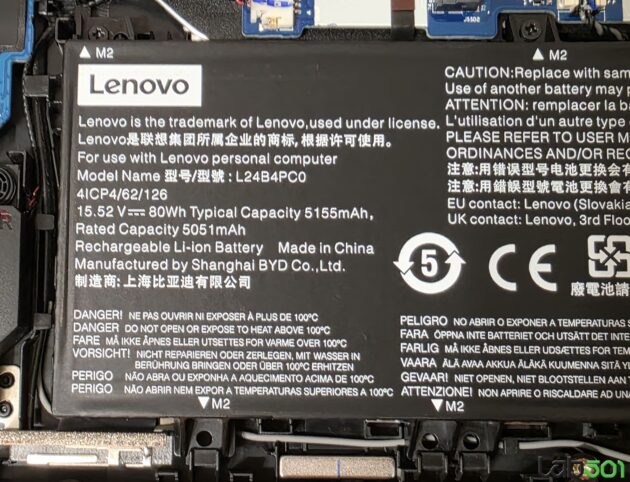 ▲ M2
▲ M2
Lenovo
Lenovo is the trademark of Lenovo,used under license.
Lenovo是联想集团所属企业的商标,根据许可使用。
For use with Lenovo personal computer
Model Name 型号/型號 : L24B4PC0
4ICP4/62/126
15.52 V⎓ 80Wh Typical Capacity 5155mAh,
Rated Capacity 5051mAh
Rechargeable Li-ion Battery Made in China
Manufactured by Shanghai BYD Co.,Ltd.
制造商: 上海比亚迪有限公司
CAUTION:Replace with sam
Use of another battery may p
ATTENTION: remplacer la ba
L'utilisation d'un autre type
PLEASE REFER TO USER M
ORDINANCES AND/OR REC
注意:用错误型号电池更换会有
注意:用錯誤型號電池更換會有
EU contact: Lenovo (Slovakia
UK contact: Lenovo, 3rd Floo
5
CE
廢電池請
DANGER! NE PAS OUVRIR NI EXPOSER À PLUS DE 100°C
DANGER DO NOT OPEN OR EXPOSE TO HEAT ABOVE 100°C
FARE MÅ IKKE ÅBNES ELLER UTSETTES FOR VARME OVER 100°C
VORSICHT! NICHT REPARIEREN ODER ZERLEGEN, MIT WASSER IN
BERÜHRUNG BRINGEN ODER ÜBER 100°C ERHITZEN
PERIGO NÃO ABRA OU EXPONHA A AQUECIMENTO ACIMA DE 100°C
PERIGO NÃO ABRIR NEM EXPOR A TEMPERATURAS SUPERIORES A 100°C
PELIGRO NO ABRIR O EXPONER A TEMPERATURAS S
FARA ÖPPNA INTE BATTERIET OCH UTSÄTT DET INTE
FARLIG MÅ IKKE ÅBNES ELLER UDSÆTTES FOR TEM
VAARA ÄLÄ AVAA AKKUA ÄLÄKÄ KUUMENNA SITÄ Y
GEVAAR! NIET OPENEN, NIET BLOOTSTELLEN AAN T
ATTENZIONE! NON APRIRE O RISCALDARE AD UNA
▼ M2
▼ M2
Lab501